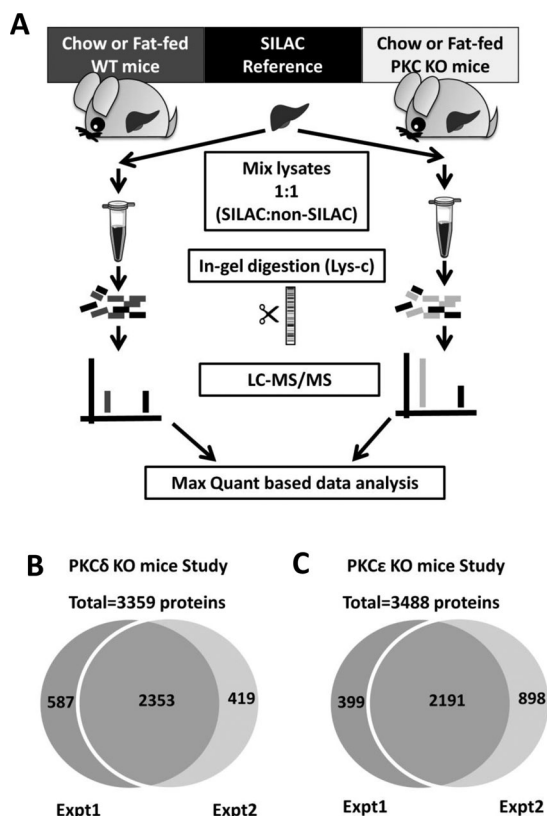 A
Chow or Fat-fed
WT mice
SILAC
Reference
Chow or Fat-fed
PKC KO mice
Mix lysates
1:1
(SILAC:non-SILAC)
In-gel digestion (Lys-c)
LC-MS/MS
Max Quant based data analysis
B
PKCδ KO mice Study
Total=3359 proteins
587
2353
419
Expt1
Expt2
C
PKCε KO mice Study
Total=3488 proteins
399
2191
898
Expt1
Expt2